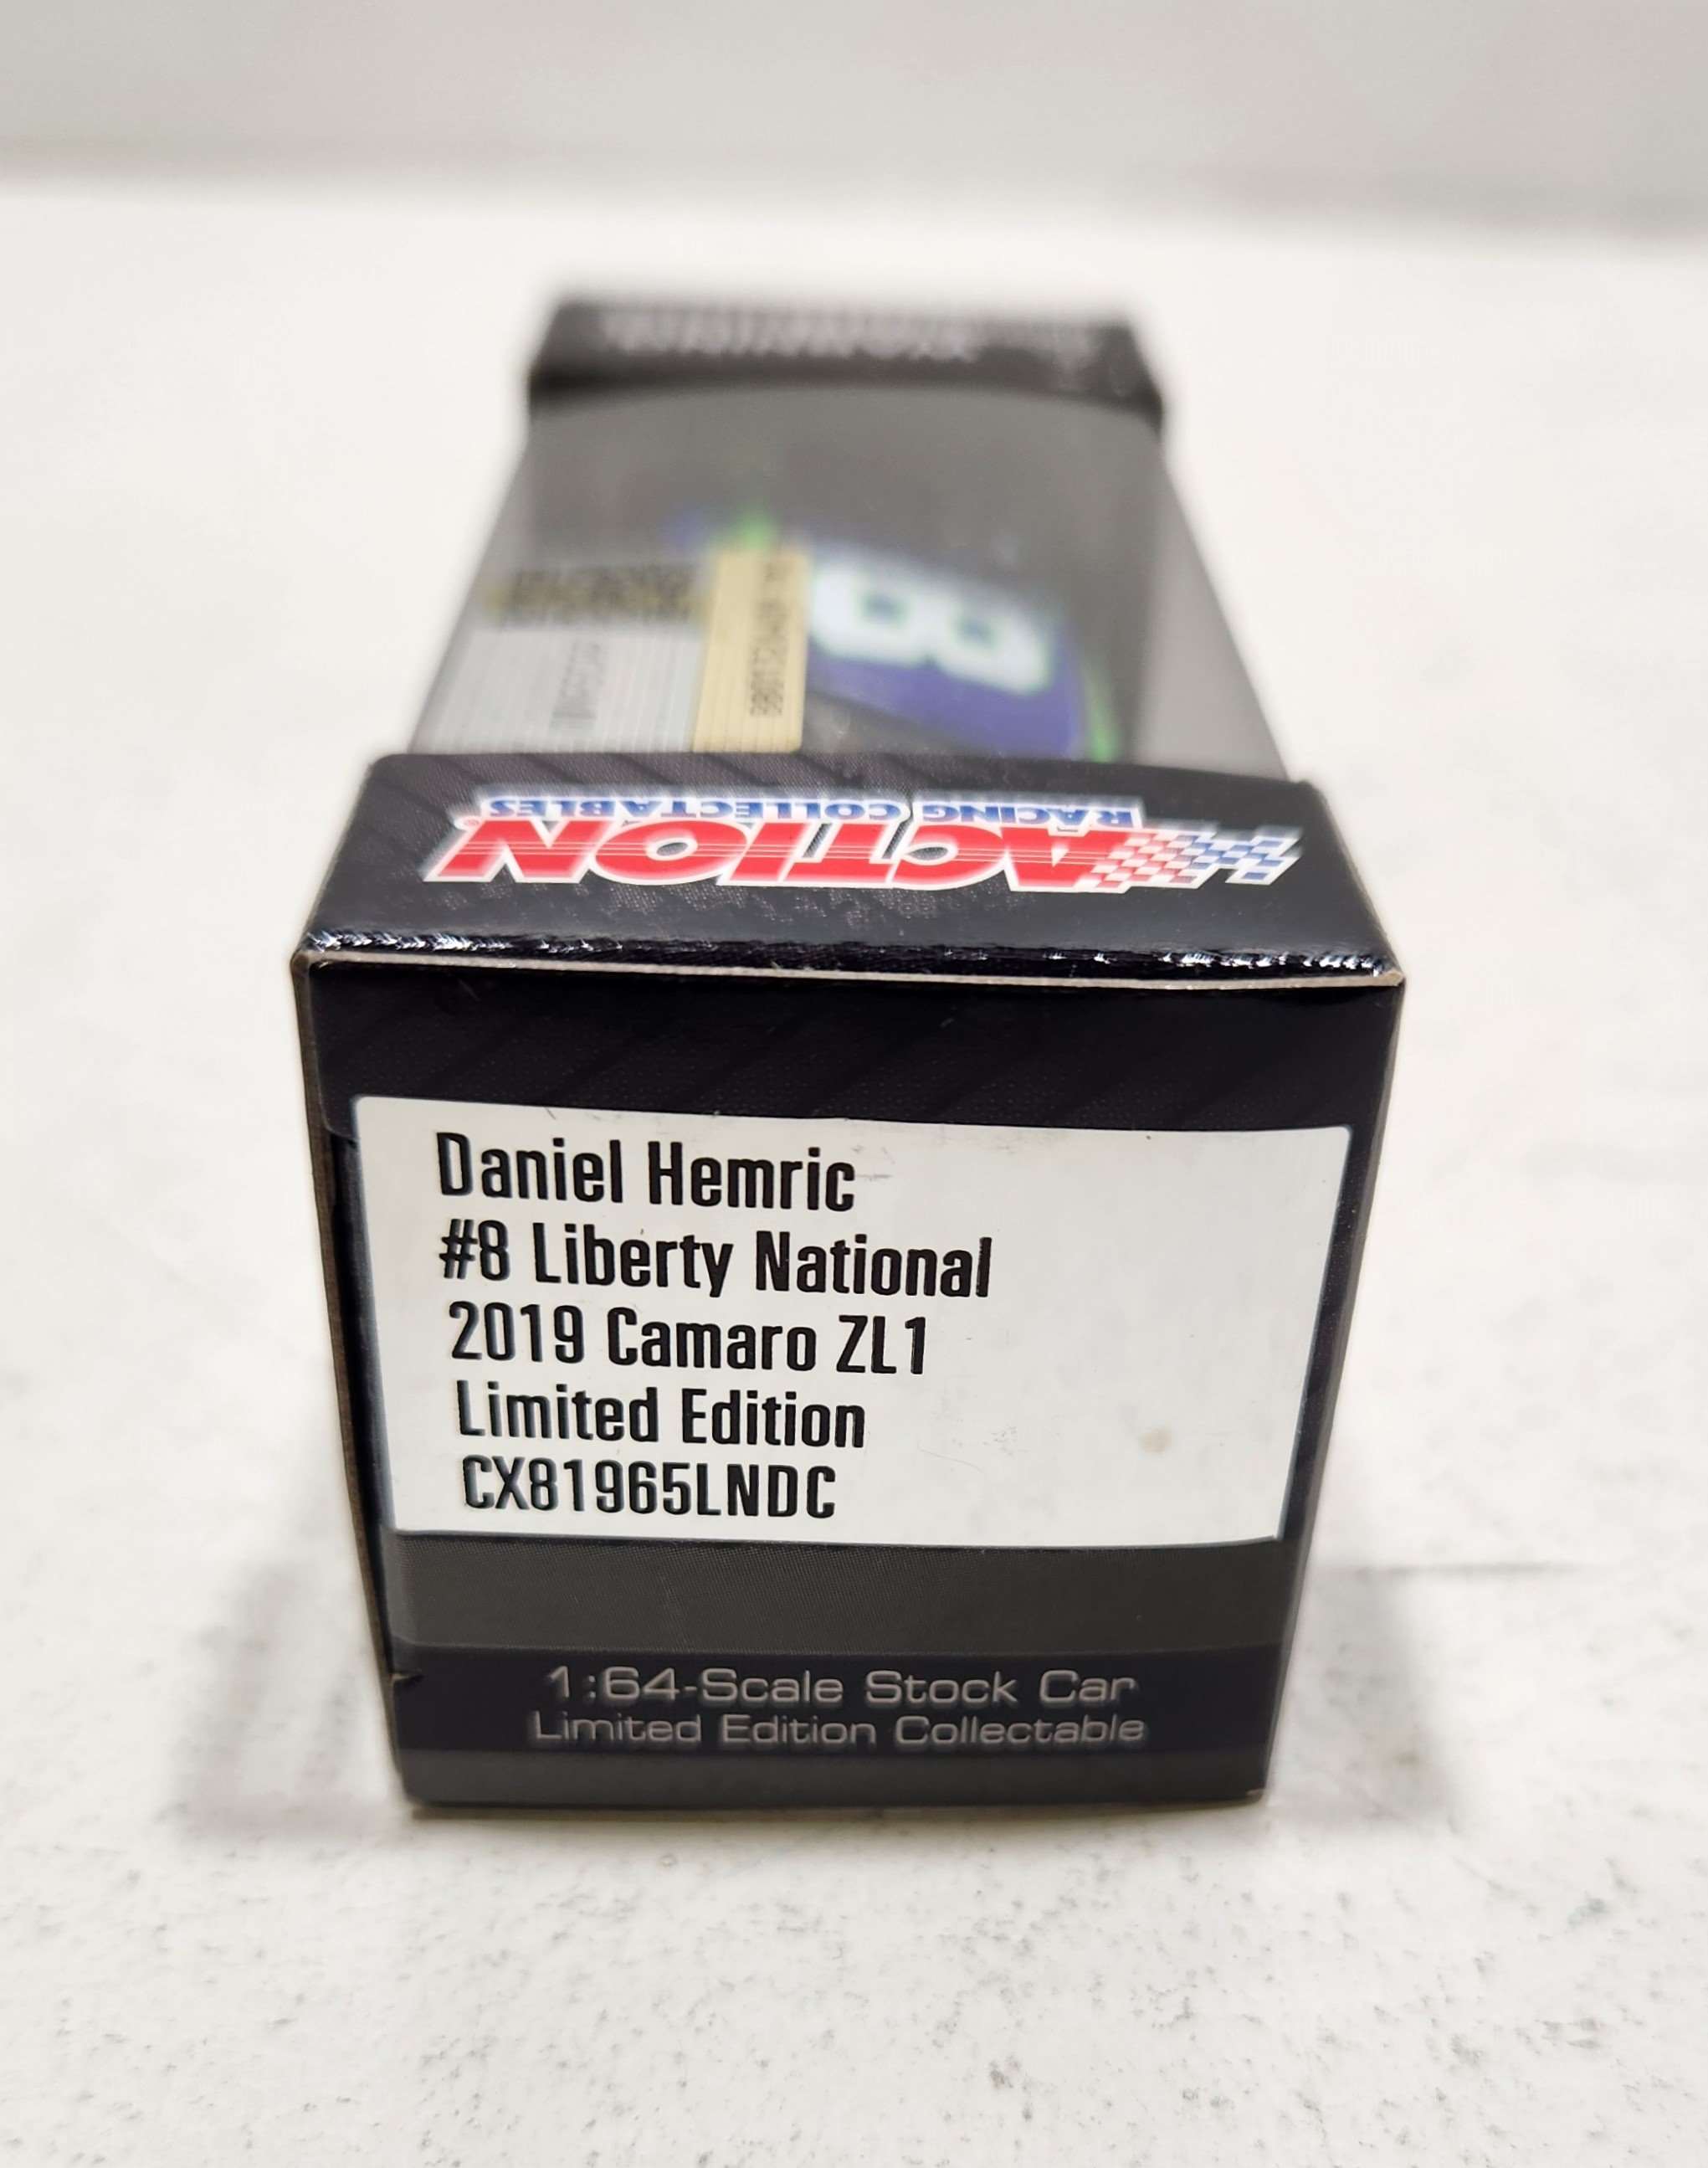 8
ACTION
RACING COLLECTABLES
Daniel Hemric
#8 Liberty National
2019 Camaro ZL1
Limited Edition
CX81965LNDC
1:64-Scale Stock Car
Limited Edition Collectable